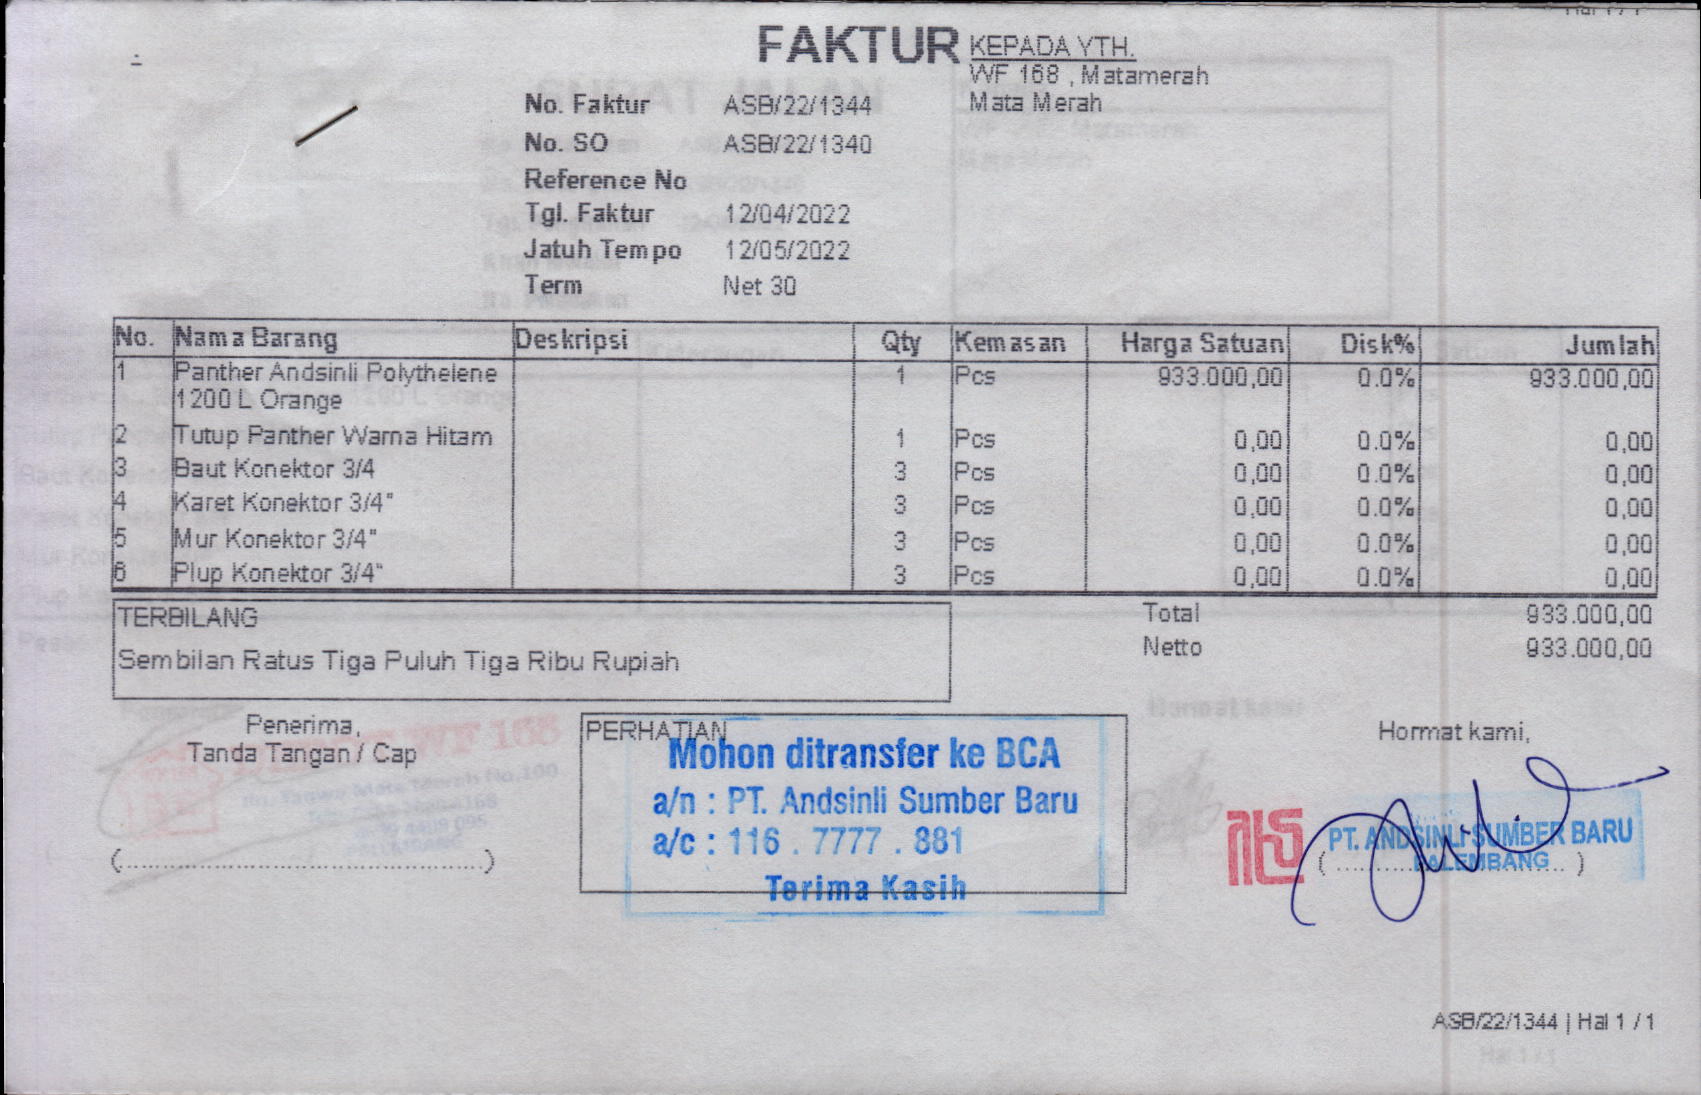 FAKTUR
KEPADA YTH.
WF 168 , Matamerah
Mata Merah
No. Faktur ASB/22/1344
No. SO ASB/22/1340
Reference No
Tgl. Faktur 12/04/2022
Jatuh Tempo 12/05/2022
Term Net 30
No. Nama Barang Deskripsi Qty Kemasan Harga Satuan Disk% Jumlah
1 Panther Andsinli Polythelene 1 Pcs 933.000,00 0.0% 933.000,00
1200 L Orange
2 Tutup Panther Warna Hitam 1 Pcs 0,00 0.0% 0,00
3 Baut Konektor 3/4 3 Pcs 0,00 0.0% 0,00
4 Karet Konektor 3/4" 3 Pcs 0,00 0.0% 0,00
5 Mur Konektor 3/4" 3 Pcs 0,00 0.0% 0,00
6 Plup Konektor 3/4" 3 Pcs 0,00 0.0% 0,00
TERBILANG
Sembilan Ratus Tiga Puluh Tiga Ribu Rupiah
Total 933.000,00
Netto 933.000,00
Penerima,
Tanda Tangan / Cap
(......................................................)
WF 168
PERHATIAN
Mohon ditransfer ke BCA
a/n : PT. Andsinli Sumber Baru
a/c : 116 . 7777 . 881
Terima Kasih
Hormat kami,
PT. ANDSINLI SUMBER BARU
PALEMBANG
ASB/22/1344 | Hal 1 / 1